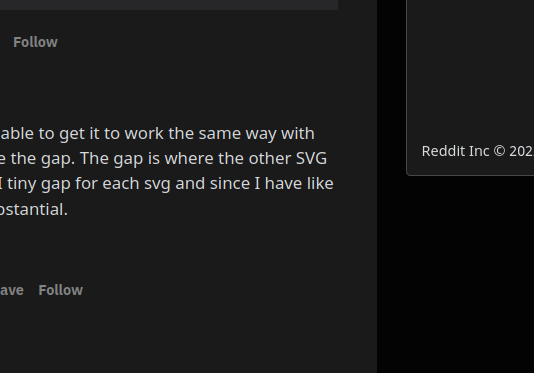 Follow
able to get it to work the same way with
e the gap. The gap is where the other SVG
I tiny gap for each svg and since I have like
ostantial.
ave Follow
Reddit Inc © 202